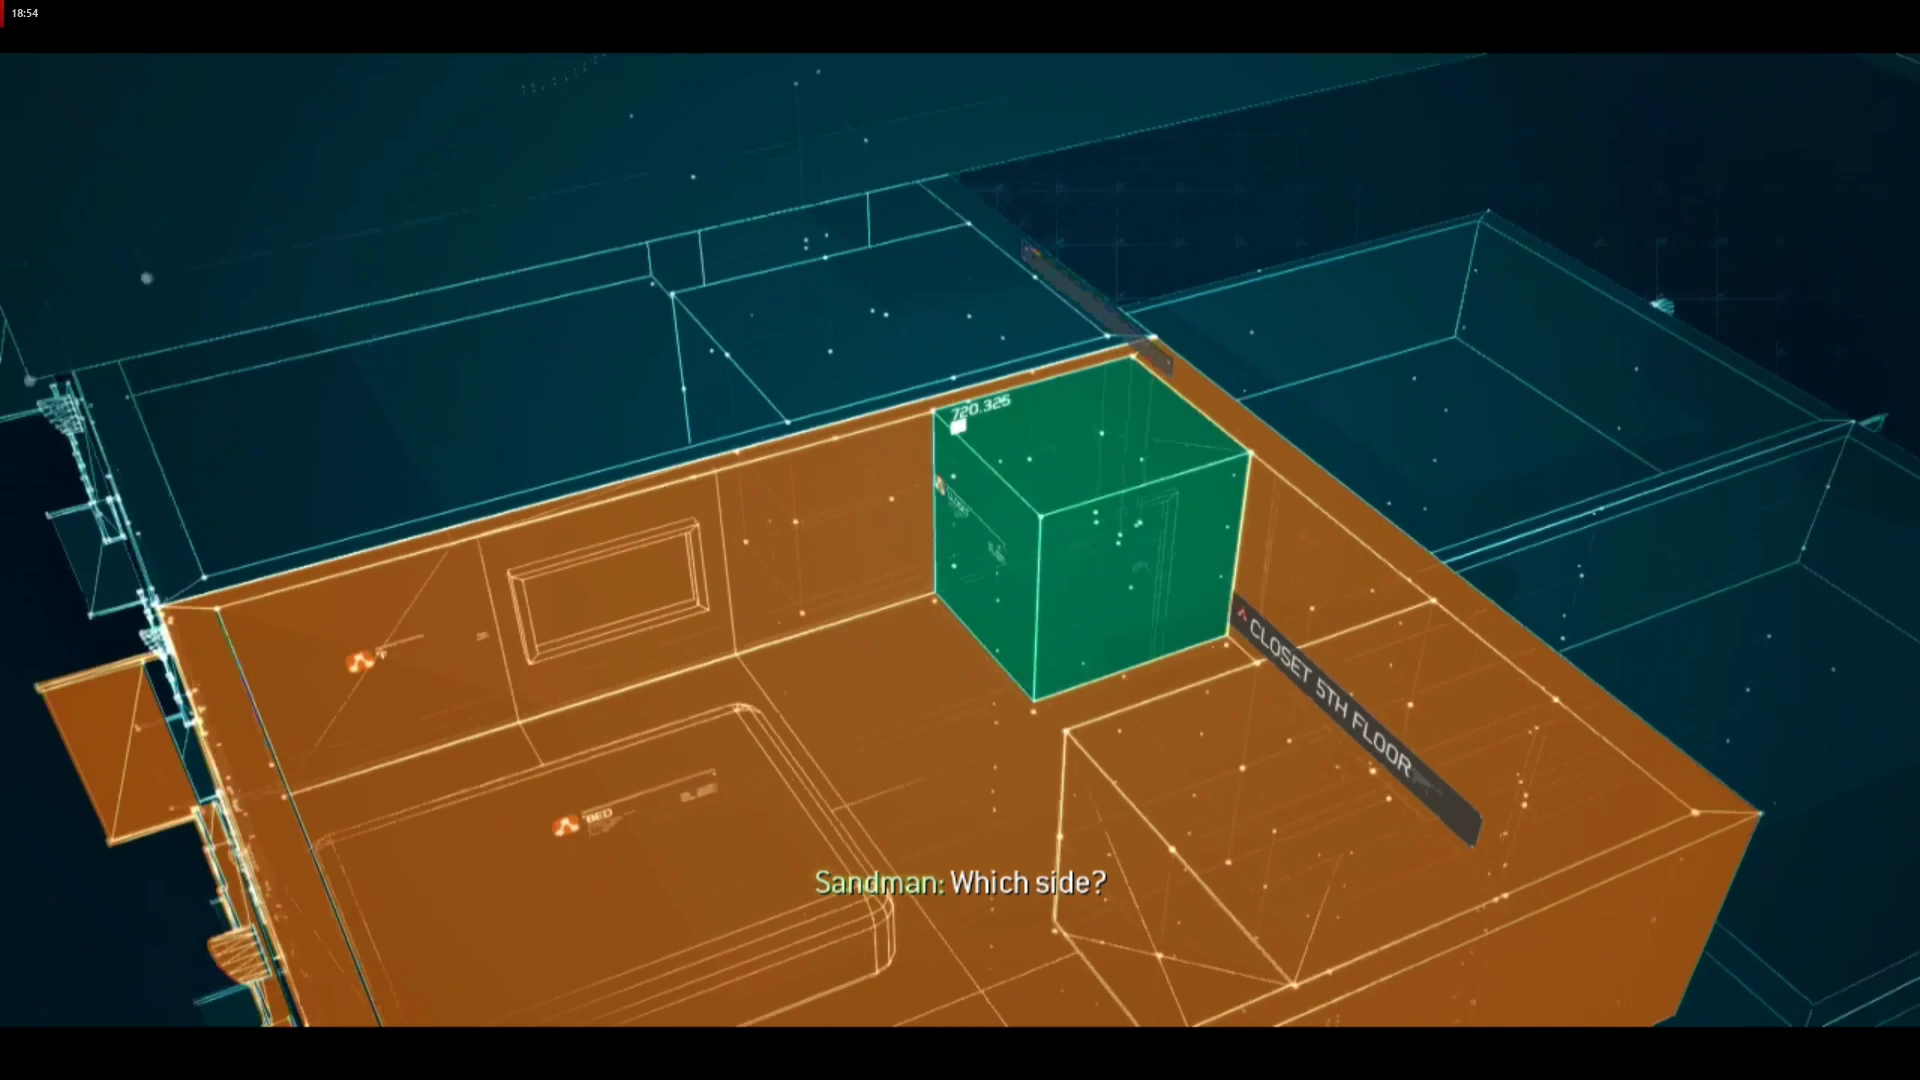 18:54
720.325
CLOSET 5TH FLOOR
BED
Sandman: Which side?